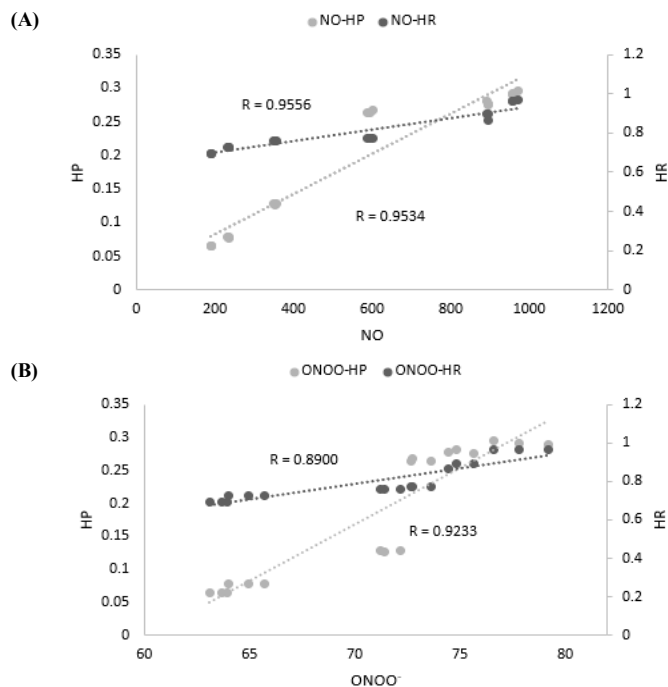 (A)
NO-HP NO-HR
0.35 1.2
0.3 1
0.25 0.8
0.2 0.6
0.15 0.4
0.1 0.2
0.05
0 0
R = 0.9556
R = 0.9534
HP
HR
0 200 400 600 800 1000 1200
NO
(B)
ONOO-HP ONOO-HR
0.35 1.2
0.3 1
0.25 0.8
0.2 0.6
0.15 0.4
0.1 0.2
0.05
0 0
R = 0.8900
R = 0.9233
HP
HR
60 65 70 75 80
ONOO⁻